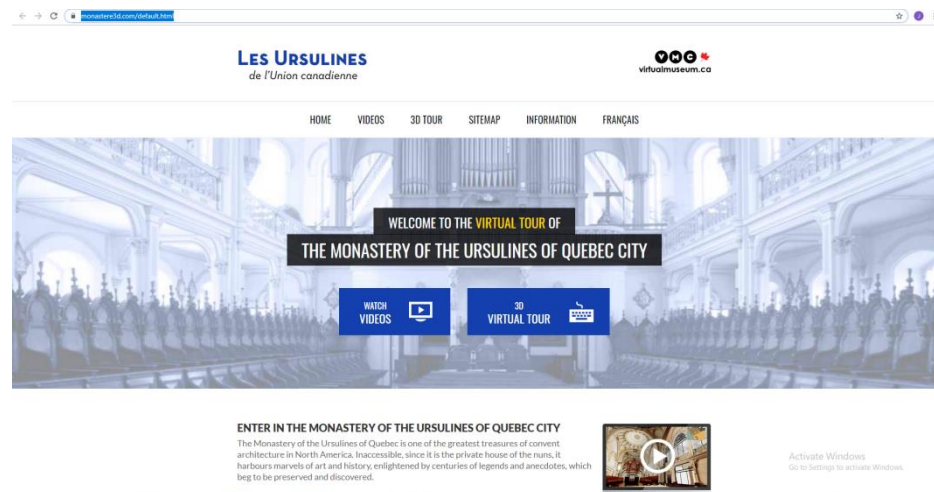 monastere3d.com/default.html
LES URSULINES
de l'Union canadienne
VMC
virtualmuseum.ca
HOME VIDEOS 3D TOUR SITEMAP INFORMATION FRANÇAIS
WELCOME TO THE VIRTUAL TOUR OF
THE MONASTERY OF THE URSULINES OF QUEBEC CITY
WATCH
VIDEOS
3D
VIRTUAL TOUR
ENTER IN THE MONASTERY OF THE URSULINES OF QUEBEC CITY
The Monastery of the Ursulines of Quebec is one of the greatest treasures of convent
architecture in North America. Inaccessible, since it is the private house of the nuns, it
harbours marvels of art and history, enlightened by centuries of legends and anecdotes, which
beg to be preserved and discovered.
Activate Windows
Go to Settings to activate Windows.